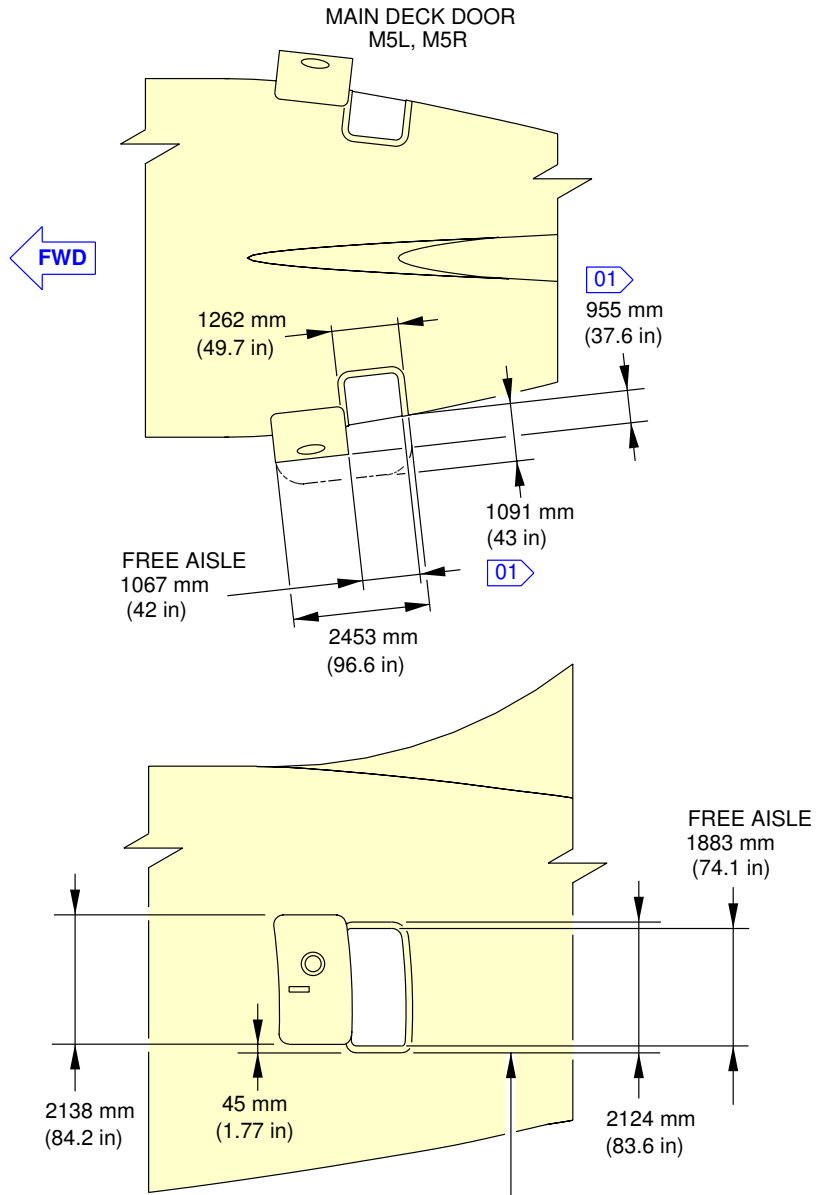 MAIN DECK DOOR
M5L, M5R
FWD
01
955 mm
(37.6 in)
1262 mm
(49.7 in)
1091 mm
(43 in)
01
FREE AISLE
1067 mm
(42 in)
2453 mm
(96.6 in)
FREE AISLE
1883 mm
(74.1 in)
2138 mm
(84.2 in)
45 mm
(1.77 in)
2124 mm
(83.6 in)